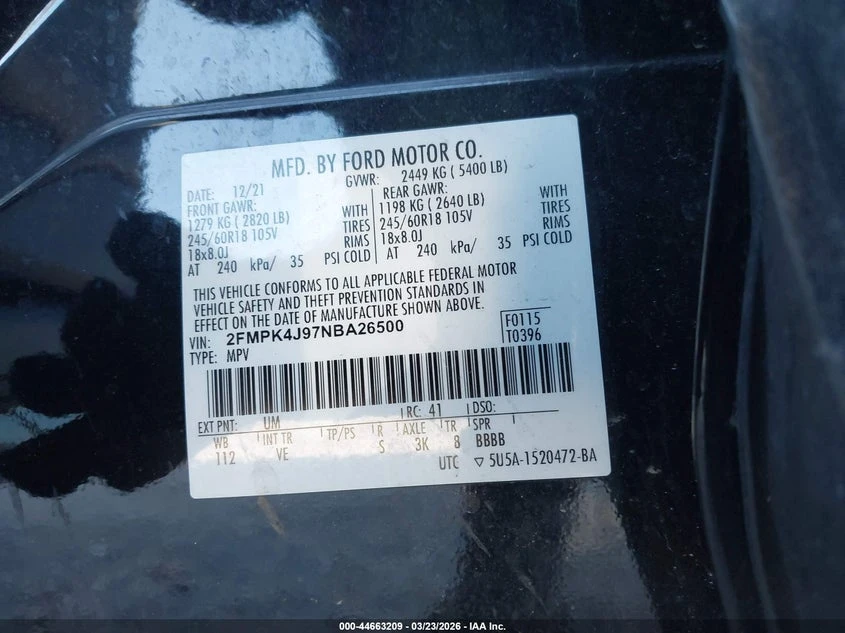 MFD. BY FORD MOTOR CO.
DATE: 12/21
GVWR: 2449 KG ( 5400 LB)
FRONT GAWR: WITH
1279 KG ( 2820 LB) TIRES
245/60R18 105V RIMS
18x8.0J
AT 240 kPa/ 35 PSI COLD
REAR GAWR: WITH
1198 KG ( 2640 LB) TIRES
245/60R18 105V RIMS
18x8.0J
AT 240 kPa/ 35 PSI COLD
THIS VEHICLE CONFORMS TO ALL APPLICABLE FEDERAL MOTOR
VEHICLE SAFETY AND THEFT PREVENTION STANDARDS IN
EFFECT ON THE DATE OF MANUFACTURE SHOWN ABOVE.
VIN: 2FMPK4J97NBA26500
TYPE: MPV
F0115
T0396
EXT PNT: UM RC: 41 DSO:
WB INT TR TP/PS R AXLE TR SPR
112 VE S 3K 8 BBBB
UTC ▽ 5U5A-1520472-BA
000-44663209 - 03/23/2026 - IAA Inc.